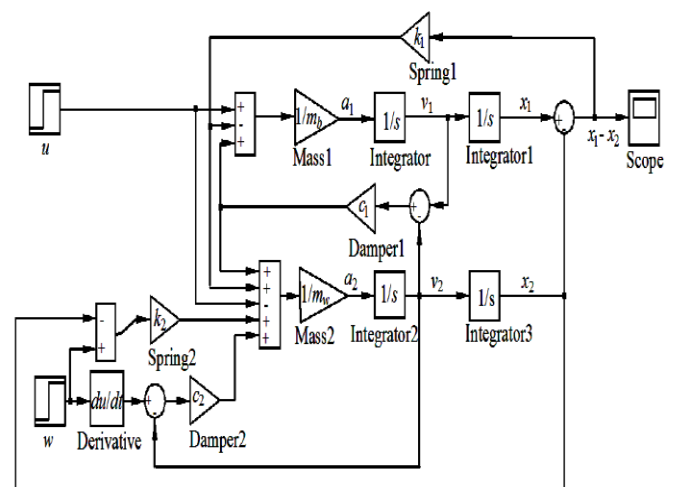 k1
Spring1
+
-
+
1/mb
Mass1
a1
1/s
Integrator
v1
1/s
Integrator1
x1
+
-
x1- x2
Scope
u
c1
Damper1
+
-
+
+
-
+
+
1/mw
Mass2
a2
1/s
Integrator2
v2
1/s
Integrator3
x2
-
+
k2
Spring2
w
du/dt
Derivative
+
-
c2
Damper2